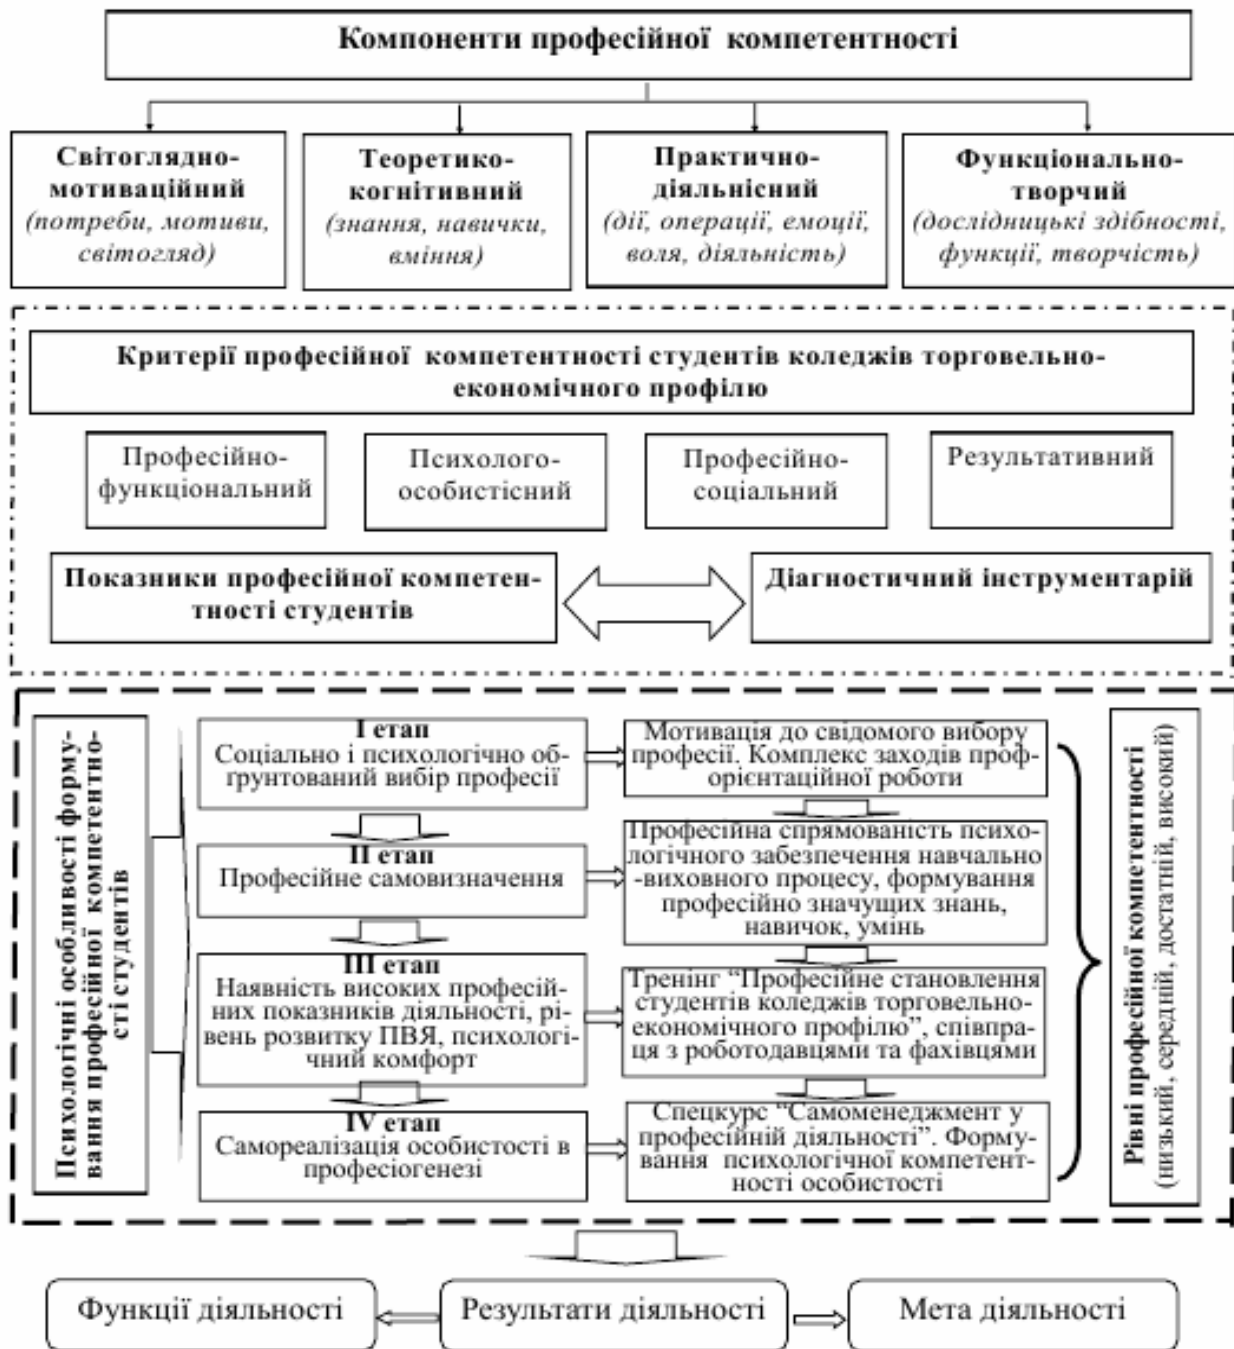 Компоненти професійної компетентності
Світоглядно-
мотиваційний
(потреби, мотиви,
світогляд)
Теоретико-
когнітивний
(знання, навички,
вміння)
Практично-
діяльнісний
(дії, операції, емоції,
воля, діяльність)
Функціонально-
творчий
(дослідницькі здібності,
функції, творчість)
Критерії професійної компетентності студентів коледжів торговельно-
економічного профілю
Професійно-
функціональний
Психолого-
особистісний
Професійно-
соціальний
Результативний
Показники професійної компетен-
тності студентів
Діагностичний інструментарій
Психологічні особливості форму-
вання професійної компетентно-
сті студентів
I етап
Соціально і психологічно об-
ґрунтований вибір професії
Мотивація до свідомого вибору
професії. Комплекс заходів проф-
орієнтаційної роботи
II етап
Професійне самовизначення
Професійна спрямованість психо-
логічного забезпечення навчально
-виховного процесу, формування
професійно значущих знань,
навичок, умінь
III етап
Наявність високих професій-
них показників діяльності, рі-
вень розвитку ПВЯ, психологі-
чний комфорт
Тренінг “Професійне становлення
студентів коледжів торговельно-
економічного профілю”, співпра-
ця з роботодавцями та фахівцями
IV етап
Самореалізація особистості в
професіогенезі
Спецкурс “Самоменеджмент у
професійній діяльності”. Форму-
вання психологічної компетент-
ності особистості
Рівні професійної компетентності
(низький, середній, достатній, високий)
Функції діяльності
Результати діяльності
Мета діяльності